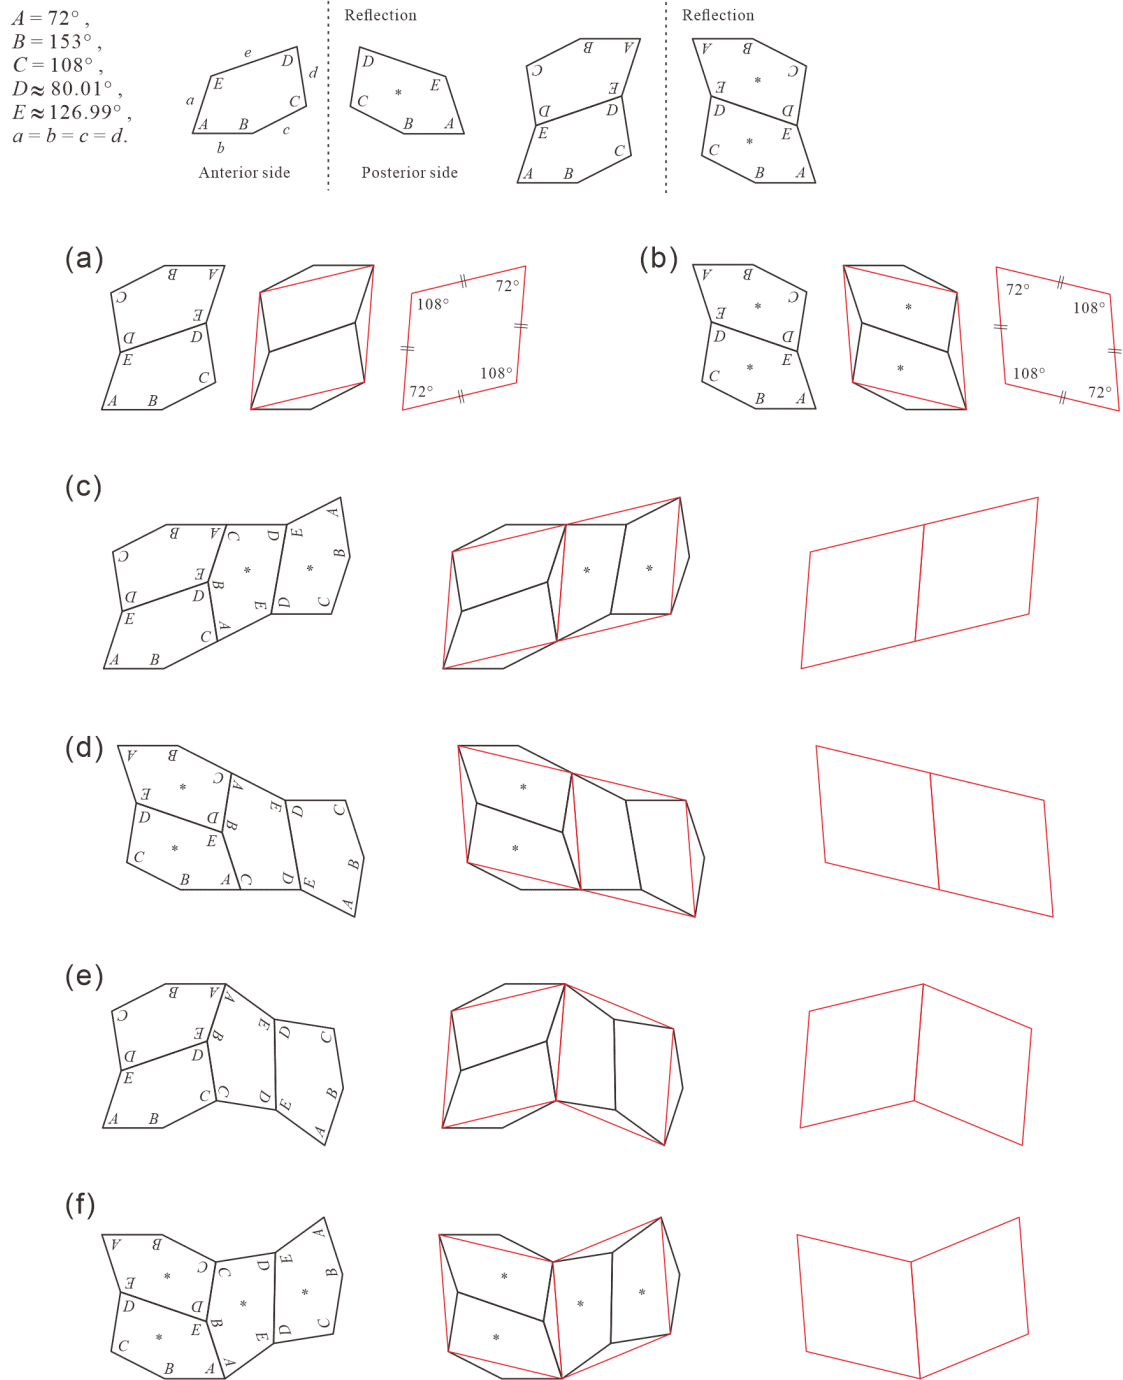 A = 72° ,
B = 153° ,
C = 108° ,
D ≈ 80.01° ,
E ≈ 126.99° ,
a = b = c = d.
e
D
d
E
a
C
A B
c
b
Anterior side
Reflection
D
E
*
C
B A
Posterior side
B A
C
E
D D
E
C
A B
Reflection
A B
* C
E
D D
* E
C
B A
(a)
B A
C
E
D D
E
C
A B
108° 72°
108°
72°
(b)
A B
* C
E
D D
E
C *
B A
*
*
72°
108°
108°
72°
(c)
A
B A C D E
C
* * B
E B
D D
E E D C
C A
A B
* *
(d)
A B
* C A
E E D C
D D B
E
* B
C
B A C D E
A
*
*
(e)
B A A
C E D C
E B
D D
E B
C C D E
A B A
(f)
A
A B
C C D E
*
E * * B
D D B
E
C * E D C
B A A
*
* *
*